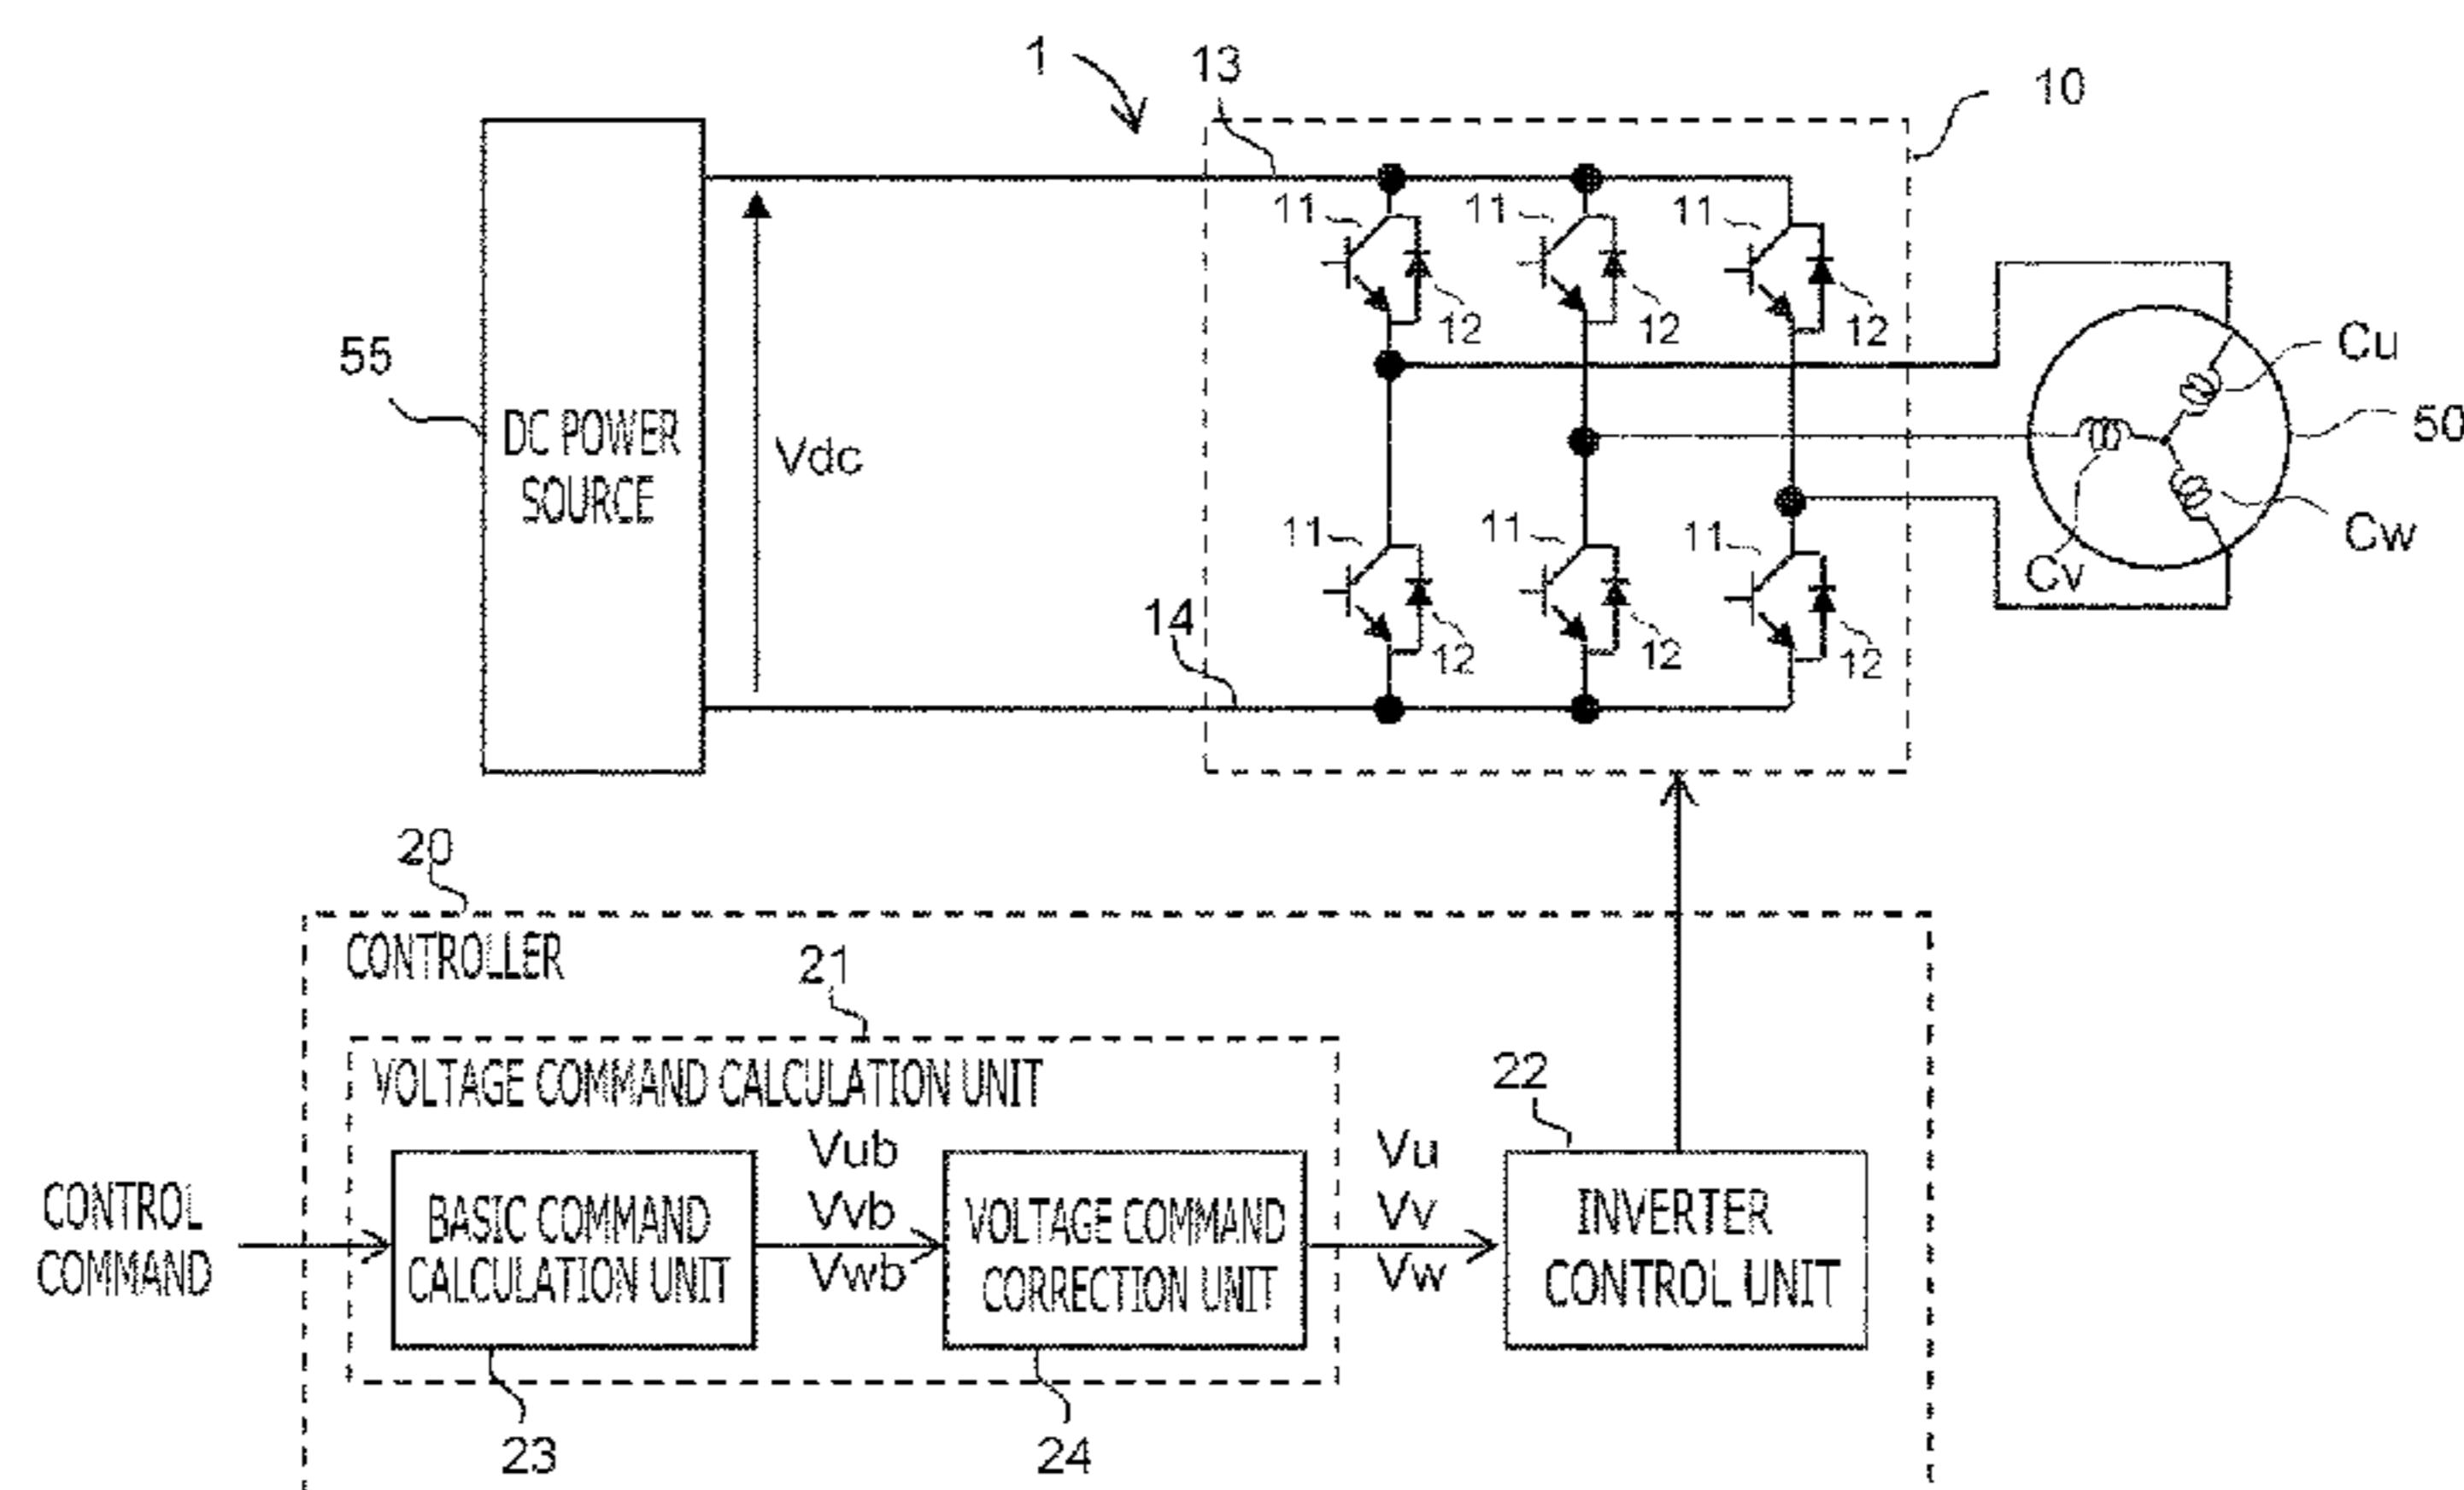 1
13
10
11
11
11
12
12
12
55
DC POWER
SOURCE
Vdc
Cu
50
Cw
Cv
11
11
11
14
12
12
12
20
CONTROLLER
21
VOLTAGE COMMAND CALCULATION UNIT
22
CONTROL
COMMAND
BASIC COMMAND
CALCULATION UNIT
Vub
Vvb
Vwb
VOLTAGE COMMAND
CORRECTION UNIT
Vu
Vv
Vw
INVERTER
CONTROL UNIT
23
24